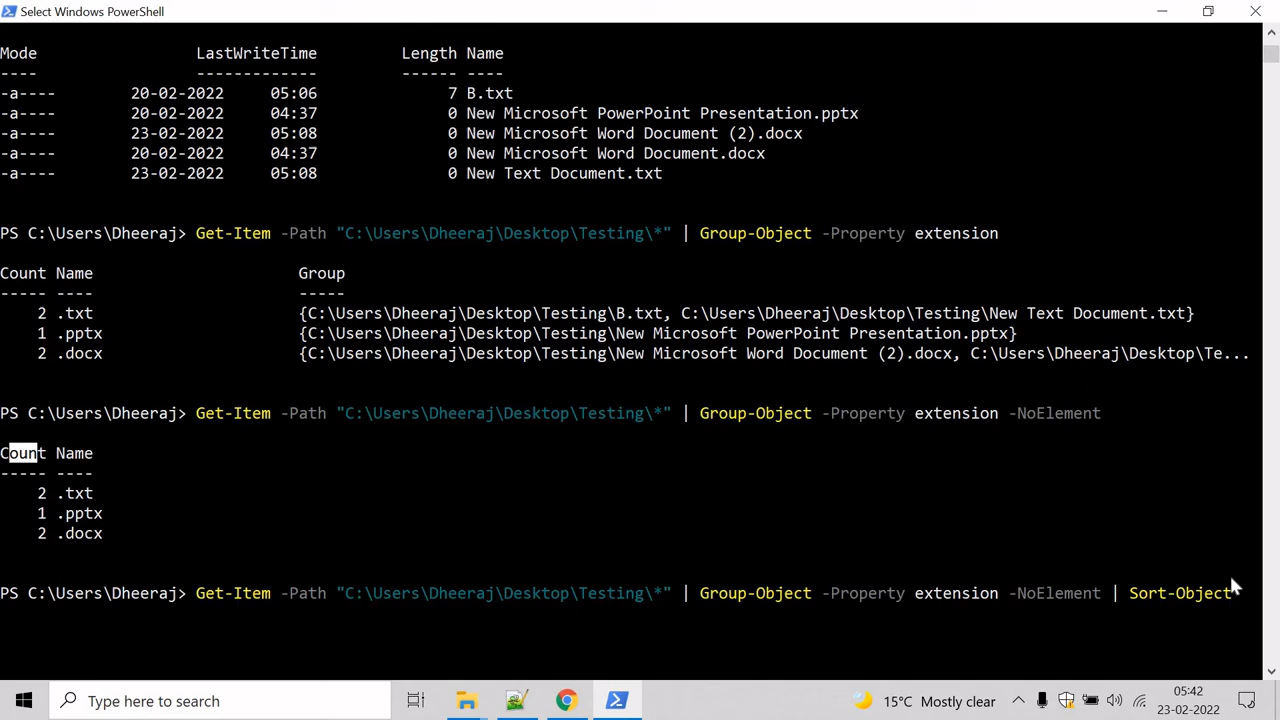 Select Windows PowerShell
Mode LastWriteTime Length Name
---- ------------- ------ ----
-a---- 20-02-2022 05:06 7 B.txt
-a---- 20-02-2022 04:37 0 New Microsoft PowerPoint Presentation.pptx
-a---- 23-02-2022 05:08 0 New Microsoft Word Document (2).docx
-a---- 20-02-2022 04:37 0 New Microsoft Word Document.docx
-a---- 23-02-2022 05:08 0 New Text Document.txt
PS C:\Users\Dheeraj> Get-Item -Path "C:\Users\Dheeraj\Desktop\Testing\*" | Group-Object -Property extension
Count Name Group
----- ---- -----
2 .txt {C:\Users\Dheeraj\Desktop\Testing\B.txt, C:\Users\Dheeraj\Desktop\Testing\New Text Document.txt}
1 .pptx {C:\Users\Dheeraj\Desktop\Testing\New Microsoft PowerPoint Presentation.pptx}
2 .docx {C:\Users\Dheeraj\Desktop\Testing\New Microsoft Word Document (2).docx, C:\Users\Dheeraj\Desktop\Te...
PS C:\Users\Dheeraj> Get-Item -Path "C:\Users\Dheeraj\Desktop\Testing\*" | Group-Object -Property extension -NoElement
Count Name
----- ----
2 .txt
1 .pptx
2 .docx
PS C:\Users\Dheeraj> Get-Item -Path "C:\Users\Dheeraj\Desktop\Testing\*" | Group-Object -Property extension -NoElement | Sort-Object
Type here to search
15°C Mostly clear
05:42
23-02-2022